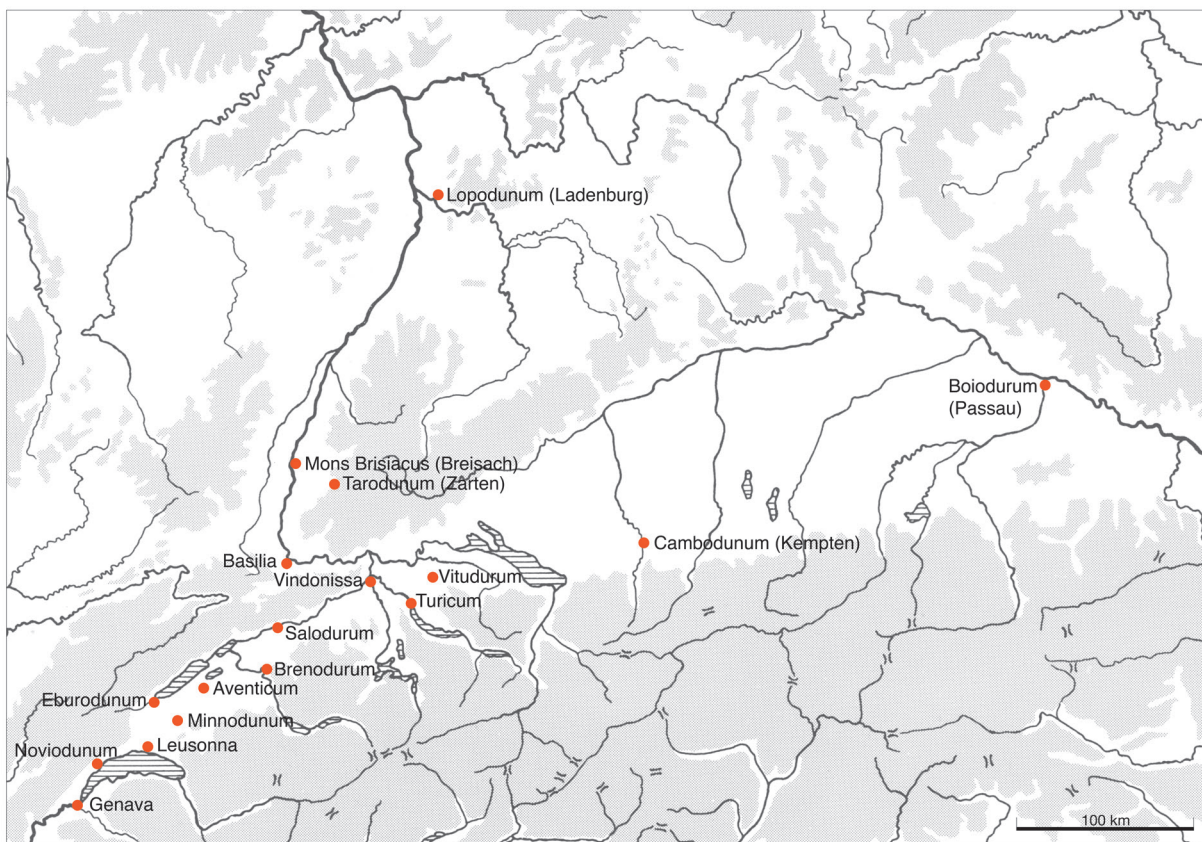 Lopodunum (Ladenburg)
Boiodurum
(Passau)
Mons Brisiacus (Breisach)
Tarodunum (Zarten)
Cambodunum (Kempten)
Basilia
Vindonissa
Vitudurum
Turicum
Salodurum
Brenodurum
Aventicum
Eburodunum
Minnodunum
Leusonna
Noviodunum
Genava
100 km